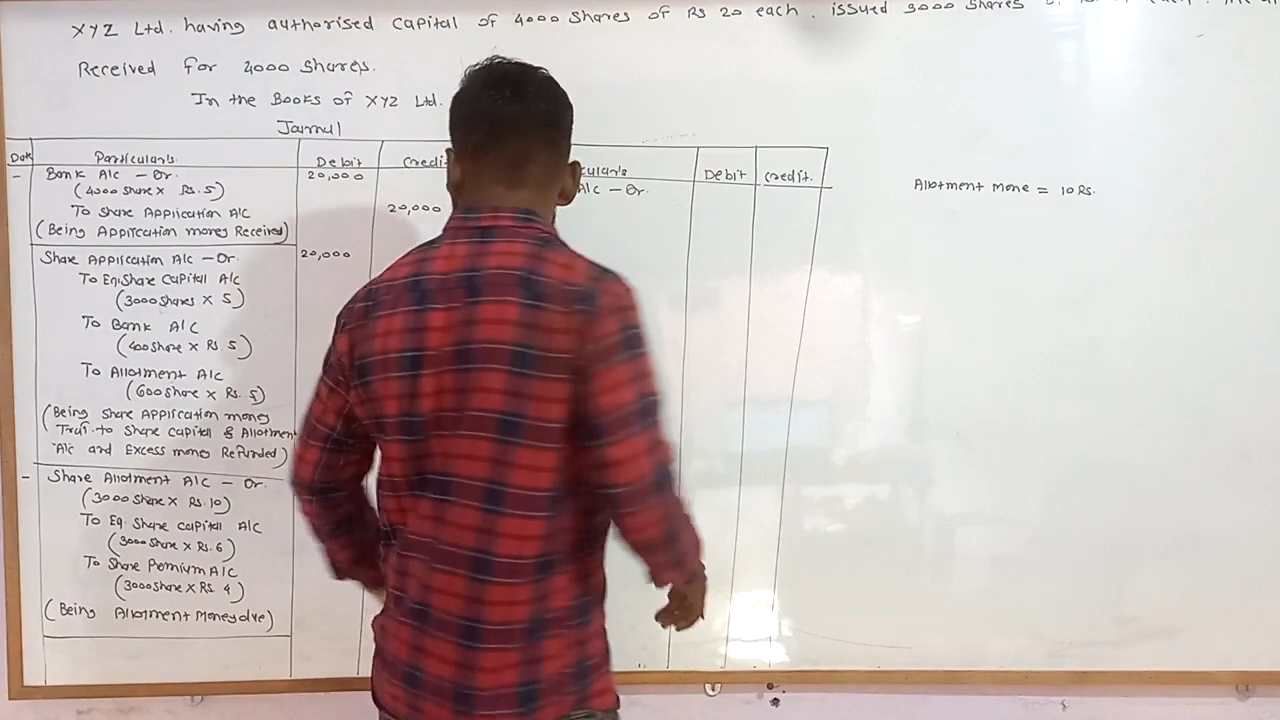 XYZ Ltd. having authorised capital of 4000 Shares of Rs 20 each. issued 3000 Shares
Received for 4000 Shares.
In the Books of XYZ Ltd.
Journal
Date Particulars Debit Credit
- Bank A/C - Dr. 20,000
(4000 Share X Rs. 5)
To Share Application A/C 20,000
(Being Application money Received)
Share Application A/C - Dr. 20,000
To Eq. Share Capital A/C
(3000 Shares X 5)
To Bank A/C
(400 Share X Rs. 5)
To Allotment A/C
(600 Share X Rs. 5)
(Being Share Application money
Traf. to Share Capital & Allotment
A/c and Excess money Refunded)
- Share Allotment A/C - Dr.
(3000 Share X Rs. 10)
To Eq. Share Capital A/C
(3000 Share X Rs. 6)
To Share Premium A/C
(3000 Share X Rs 4)
(Being Allotment Money due)
culars Debit Credit.
A/C - Dr.
Allotment Mone = 10 Rs.